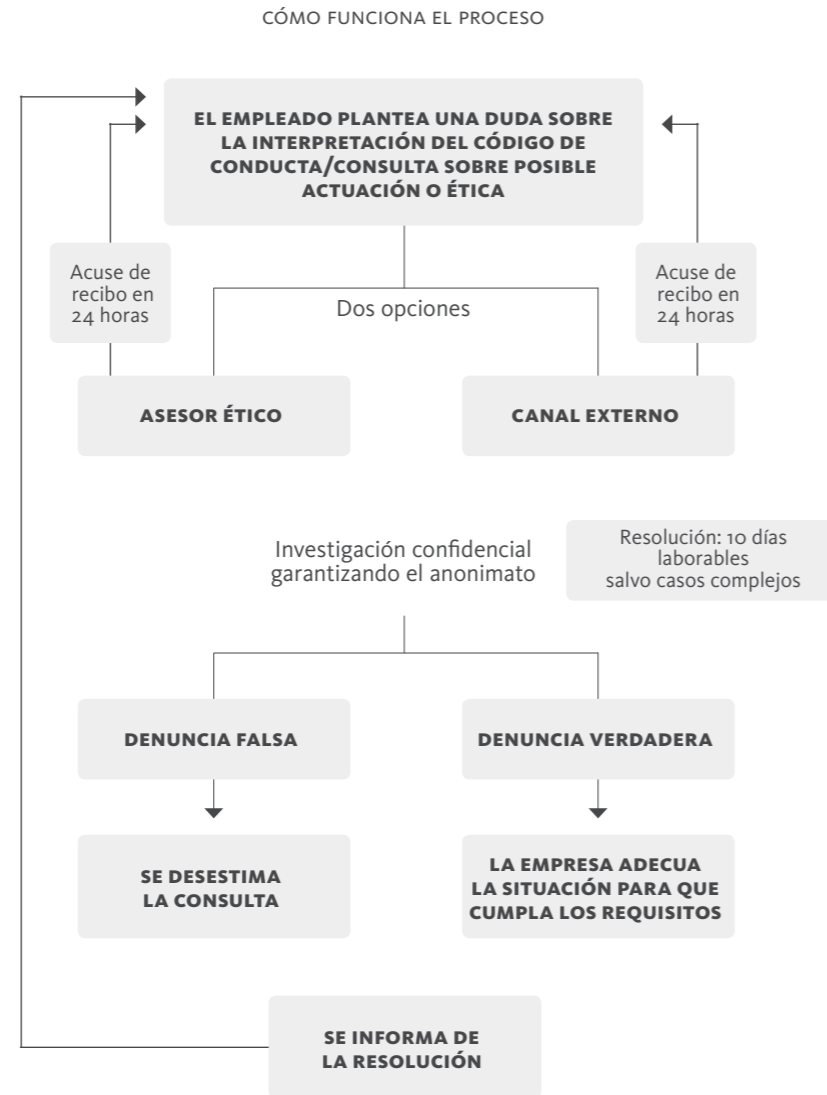 CÓMO FUNCIONA EL PROCESO
EL EMPLEADO PLANTEA UNA DUDA SOBRE
LA INTERPRETACIÓN DEL CÓDIGO DE
CONDUCTA/CONSULTA SOBRE POSIBLE
ACTUACIÓN O ÉTICA
Acuse de
recibo en
24 horas
Acuse de
recibo en
24 horas
Dos opciones
ASESOR ÉTICO
CANAL EXTERNO
Investigación confidencial
garantizando el anonimato
Resolución: 10 días
laborables
salvo casos complejos
DENUNCIA FALSA
DENUNCIA VERDADERA
SE DESESTIMA
LA CONSULTA
LA EMPRESA ADECUA
LA SITUACIÓN PARA QUE
CUMPLA LOS REQUISITOS
SE INFORMA DE
LA RESOLUCIÓN